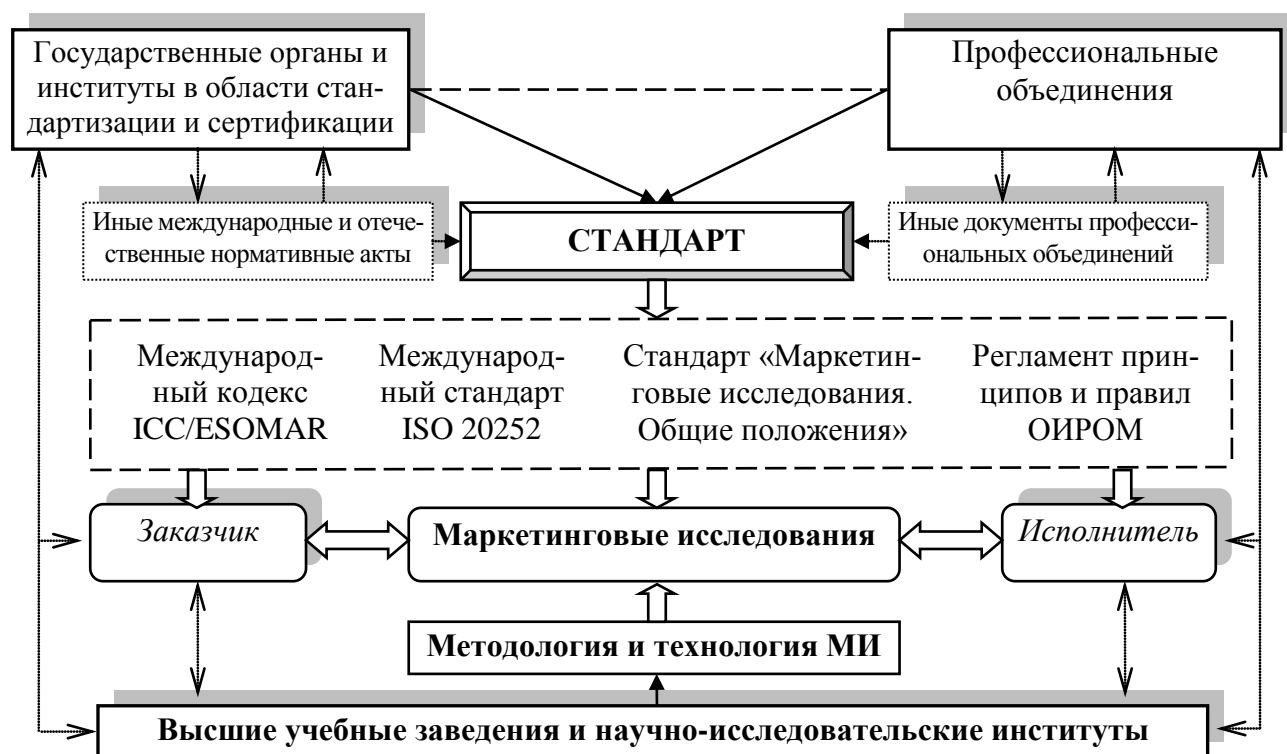 Государственные органы и
институты в области стан-
дартизации и сертификации
Профессиональные
объединения
Иные международные и отече-
ственные нормативные акты
СТАНДАРТ
Иные документы професси-
ональных объединений
Международ-
ный кодекс
ICC/ESOMAR
Международ-
ный стандарт
ISO 20252
Стандарт «Маркетин-
говые исследования.
Общие положения»
Регламент прин-
ципов и правил
ОИРОМ
Заказчик
Маркетинговые исследования
Исполнитель
Методология и технология МИ
Высшие учебные заведения и научно-исследовательские институты